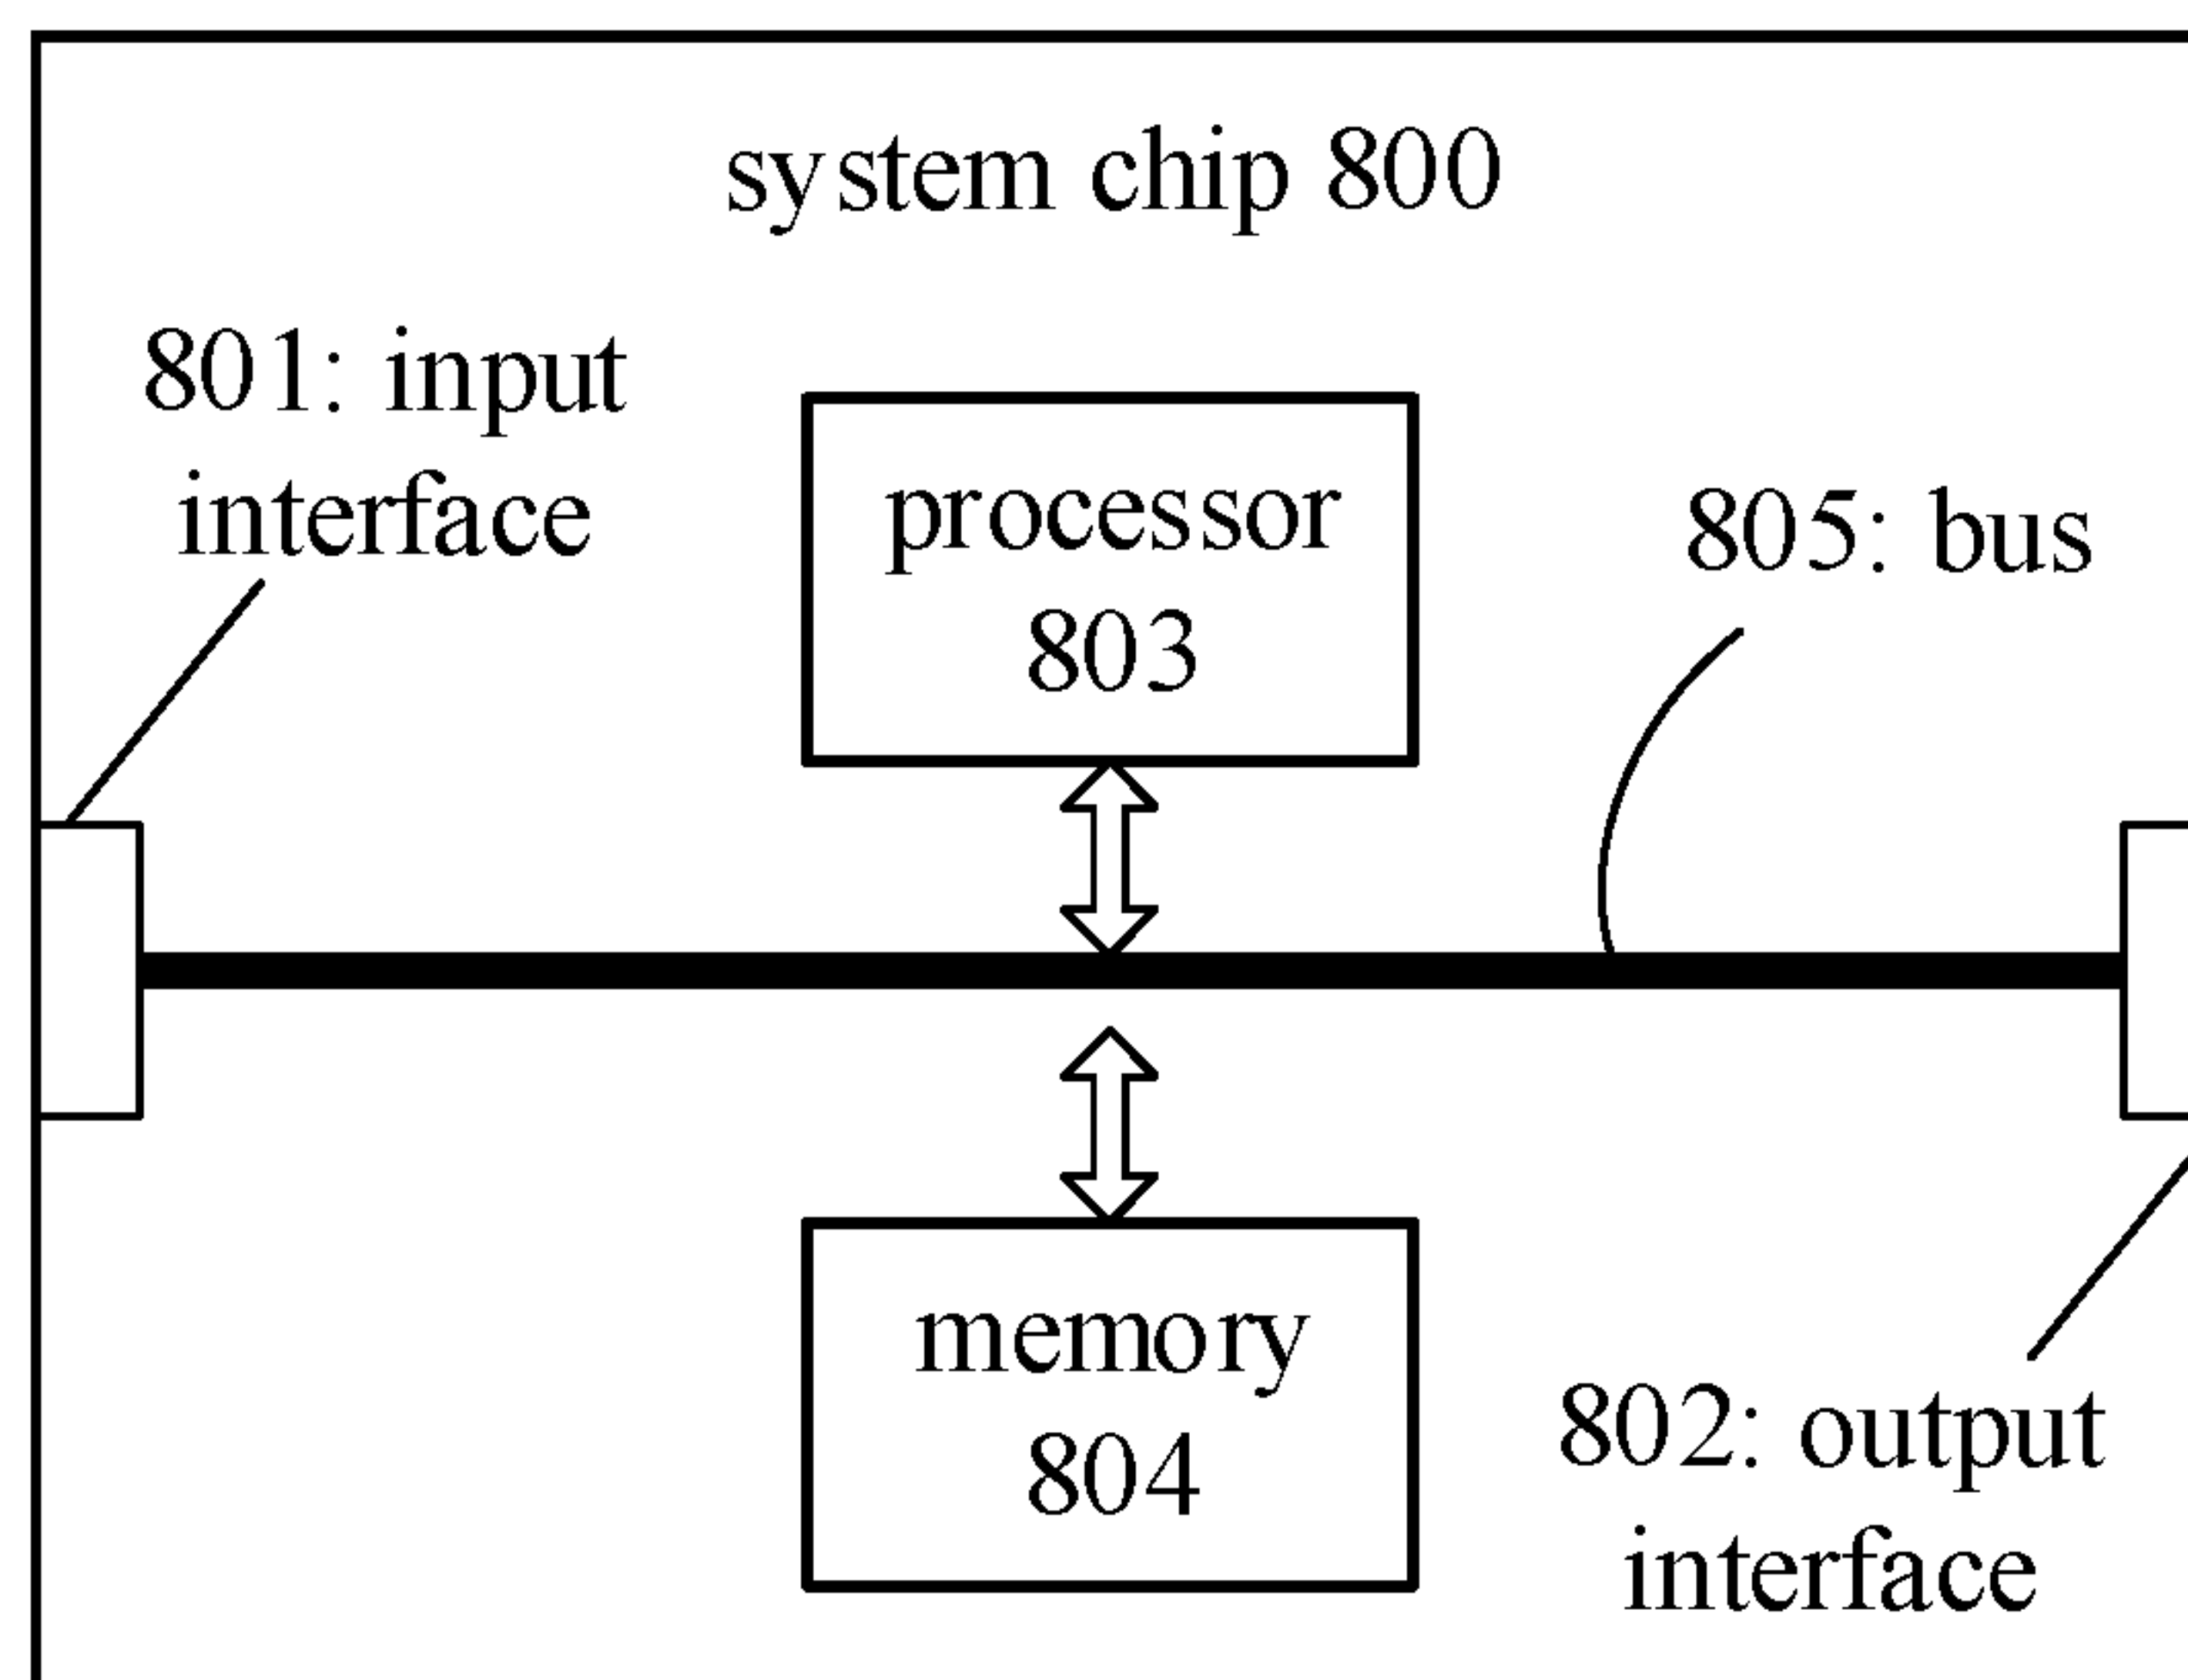 system chip 800
801: input
interface
processor
803
805: bus
memory
804
802: output
interface